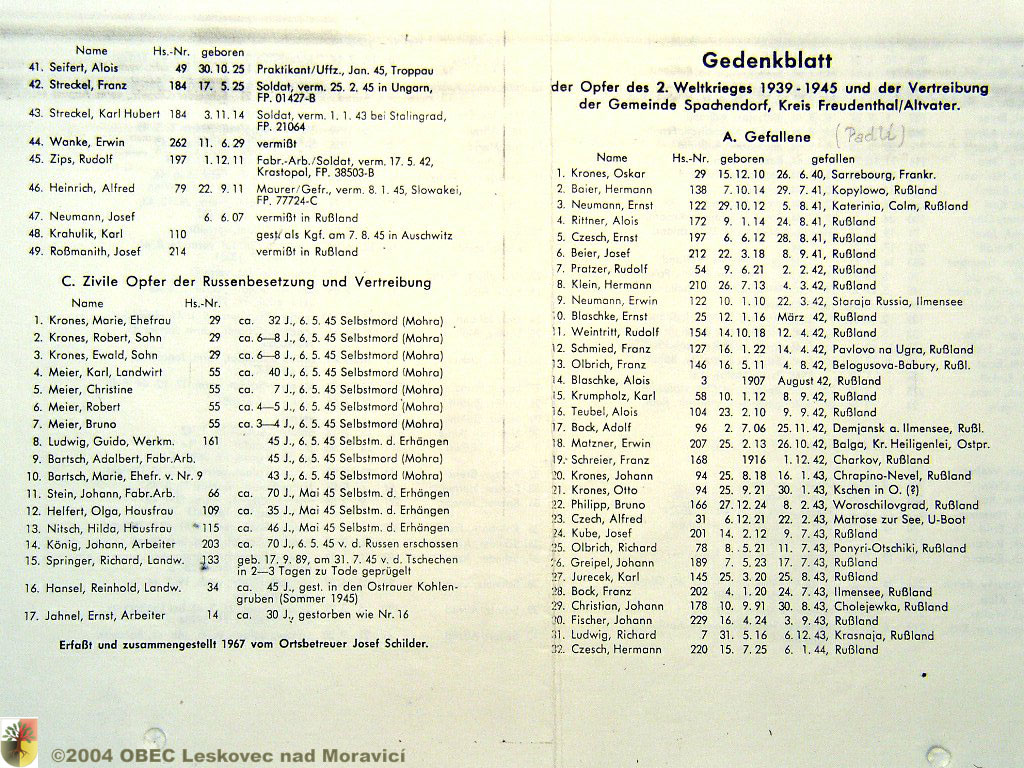 Name Hs.-Nr. geboren
41. Seifert, Alois 49 30. 10. 25 Praktikant/Uffz., Jan. 45, Troppau
42. Streckel, Franz 184 17. 5. 25 Soldat, verm. 25. 2. 45 in Ungarn,
FP. 01427-B
43. Streckel, Karl Hubert 184 3. 11. 14 Soldat, verm. 1. 1. 43 bei Stalingrad,
FP. 21064
44. Wanke, Erwin 262 11. 6. 29 vermißt
45. Zips, Rudolf 197 1. 12. 11 Fabr.-Arb./Soldat, verm. 17. 5. 42,
Krastopol, FP. 38503-B
46. Heinrich, Alfred 79 22. 9. 11 Maurer/Gefr., verm. 8. 1. 45, Slowakei,
FP. 77724-C
47. Neumann, Josef 6. 6. 07 vermißt in Rußland
48. Krahulik, Karl 110 gest. als Kgf. am 7. 8. 45 in Auschwitz
49. Roßmanith, Josef 214 vermißt in Rußland
C. Zivile Opfer der Russenbesetzung und Vertreibung
Name Hs.-Nr.
1. Krones, Marie, Ehefrau 29 ca. 32 J., 6. 5. 45 Selbstmord (Mohra)
2. Krones, Robert, Sohn 29 ca. 6—8 J., 6. 5. 45 Selbstmord (Mohra)
3. Krones, Ewald, Sohn 29 ca. 6—8 J., 6. 5. 45 Selbstmord (Mohra)
4. Meier, Karl, Landwirt 55 ca. 40 J., 6. 5. 45 Selbstmord (Mohra)
5. Meier, Christine 55 ca. 7 J., 6. 5. 45 Selbstmord (Mohra)
6. Meier, Robert 55 ca. 4—5 J., 6. 5. 45 Selbstmord (Mohra)
7. Meier, Bruno 55 ca. 3—4 J., 6. 5. 45 Selbstmord (Mohra)
8. Ludwig, Guido, Werkm. 161 45 J., 6. 5. 45 Selbstm. d. Erhängen
9. Bartsch, Adalbert, Fabr.Arb. 45 J., 6. 5. 45 Selbstm. d. Erhängen
10. Bartsch, Marie, Ehefr. v. Nr. 9 43 J., 6. 5. 45 Selbstm. d. Erhängen
11. Stein, Johann, Fabr.Arb. 66 ca. 70 J., Mai 45 Selbstm. d. Erhängen
12. Helfert, Olga, Hausfrau 109 ca. 35 J., Mai 45 Selbstm. d. Erhängen
13. Nitsch, Hilda, Hausfrau 115 ca. 46 J., Mai 45 Selbstm. d. Erhängen
14. König, Johann, Arbeiter 203 ca. 70 J., 6. 5. 45 v. d. Russen erschossen
15. Springer, Richard, Landw. 133 geb. 17. 9. 89, am 31. 7. 45 v. d. Tschechen
in 2—3 Tagen zu Tode geprügelt
16. Hansel, Reinhold, Landw. 34 ca. 45 J., gest. in den Ostrauer Kohlen-
gruben (Sommer 1945)
17. Jahnel, Ernst, Arbeiter 14 ca. 30 J., gestorben wie Nr. 16
Erfaßt und zusammengestellt 1967 vom Ortsbetreuer Josef Schilder.
Gedenkblatt
der Opfer des 2. Weltkrieges 1939 - 1945 und der Vertreibung
der Gemeinde Spachendorf, Kreis Freudenthal/Altvater.
A. Gefallene (Padlí)
Name Hs.-Nr. geboren gefallen
1. Krones, Oskar 29 15. 12. 10 26. 6. 40, Sarrebourg, Frankr.
2. Baier, Hermann 138 7. 10. 14 29. 7. 41, Kopylowo, Rußland
3. Neumann, Ernst 122 29. 10. 12 5. 8. 41, Katerinia, Colm, Rußland
4. Rittner, Alois 172 9. 1. 14 24. 8. 41, Rußland
5. Czesch, Ernst 197 6. 6. 12 28. 8. 41, Rußland
6. Beier, Josef 212 22. 3. 18 8. 9. 41, Rußland
7. Pratzer, Rudolf 54 9. 6. 21 2. 2. 42, Rußland
8. Klein, Hermann 210 26. 7. 13 4. 3. 42, Rußland
9. Neumann, Erwin 122 10. 1. 10 22. 3. 42, Staraja Russia, Ilmensee
0. Blaschke, Ernst 25 12. 1. 16 März 42, Rußland
11. Weintritt, Rudolf 154 14. 10. 18 12. 4. 42, Rußland
12. Schmied, Franz 127 16. 1. 22 14. 4. 42, Pavlovo na Ugra, Rußland
13. Olbrich, Franz 146 16. 5. 11 4. 8. 42, Belogusova-Babury, Rußl.
14. Blaschke, Alois 3 1907 August 42, Rußland
15. Krumpholz, Karl 58 10. 1. 12 8. 9. 42, Rußland
16. Teubel, Alois 104 23. 2. 10 9. 9. 42, Rußland
17. Bock, Adolf 96 2. 7. 06 25. 11. 42, Demjansk a. Ilmensee, Rußl.
18. Matzner, Erwin 207 25. 2. 13 26. 10. 42, Balga, Kr. Heiligenlei, Ostpr.
19. Schreier, Franz 168 1916 1. 12. 42, Charkov, Rußland
20. Krones, Johann 94 25. 8. 18 16. 1. 43, Chrapino-Nevel, Rußland
21. Krones, Otto 94 25. 9. 21 30. 1. 43, Kschen in O. (?)
22. Philipp, Bruno 166 27. 12. 24 8. 2. 43, Woroschilovgrad, Rußland
23. Czech, Alfred 31 6. 12. 21 22. 2. 43, Matrose zur See, U-Boot
24. Kube, Josef 201 14. 2. 12 9. 7. 43, Rußland
25. Olbrich, Richard 78 8. 5. 21 11. 7. 43, Ponyri-Otschiki, Rußland
26. Greipel, Johann 189 7. 5. 23 17. 7. 43, Rußland
27. Jurecek, Karl 145 25. 3. 20 25. 8. 43, Rußland
28. Bock, Franz 202 4. 1. 20 24. 7. 43, Ilmensee, Rußland
29. Christian, Johann 178 10. 9. 91 30. 8. 43, Cholejewka, Rußland
30. Fischer, Johann 229 16. 4. 24 3. 9. 43, Rußland
31. Ludwig, Richard 7 31. 5. 16 6. 12. 43, Krasnaja, Rußland
32. Czesch, Hermann 220 15. 7. 25 6. 1. 44, Rußland
©2004 OBEC Leskovec nad Moravicí